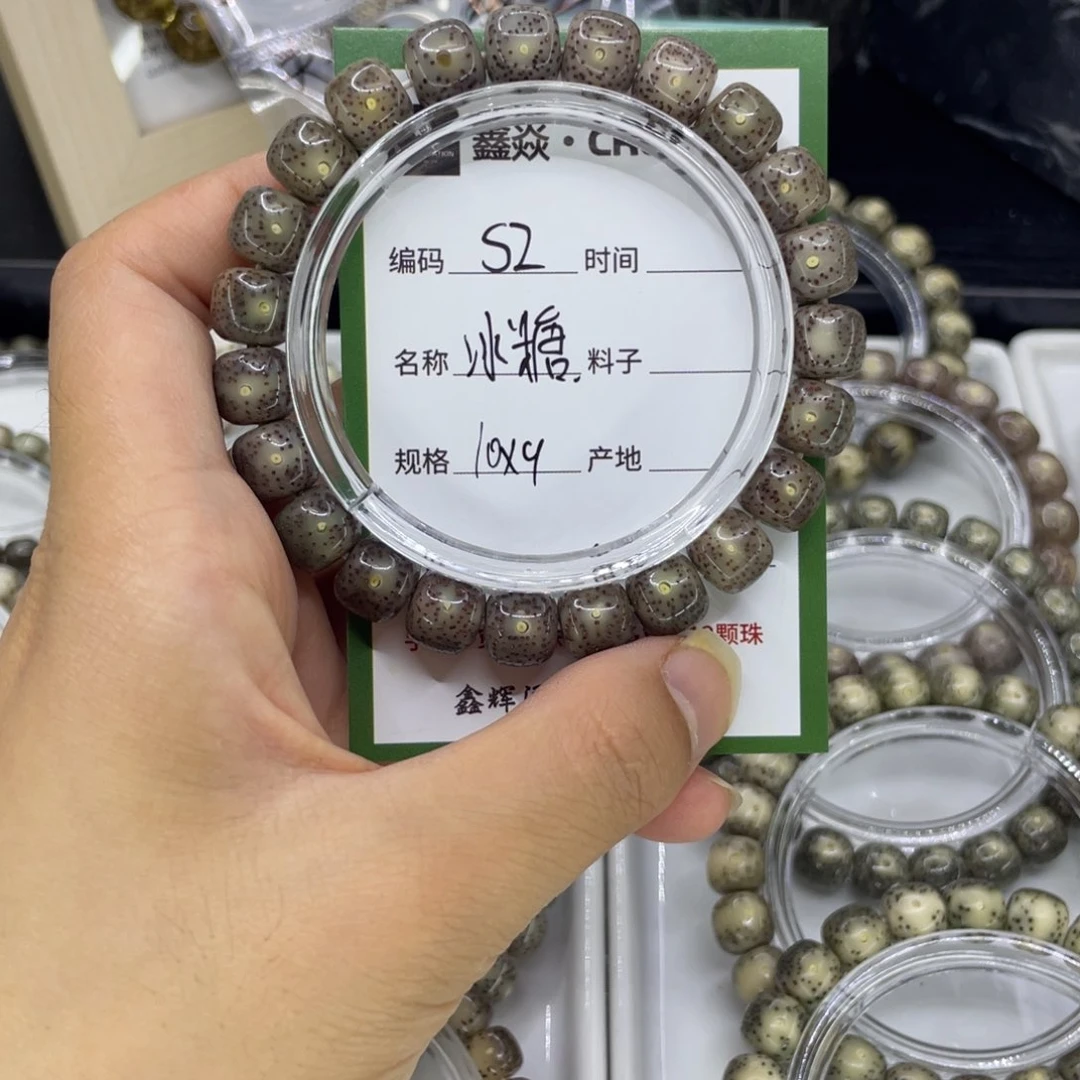 鑫焱·CH
编码 S2 时间
名称 冰糖 料子
规格 10x9 产地
颗珠
鑫辉